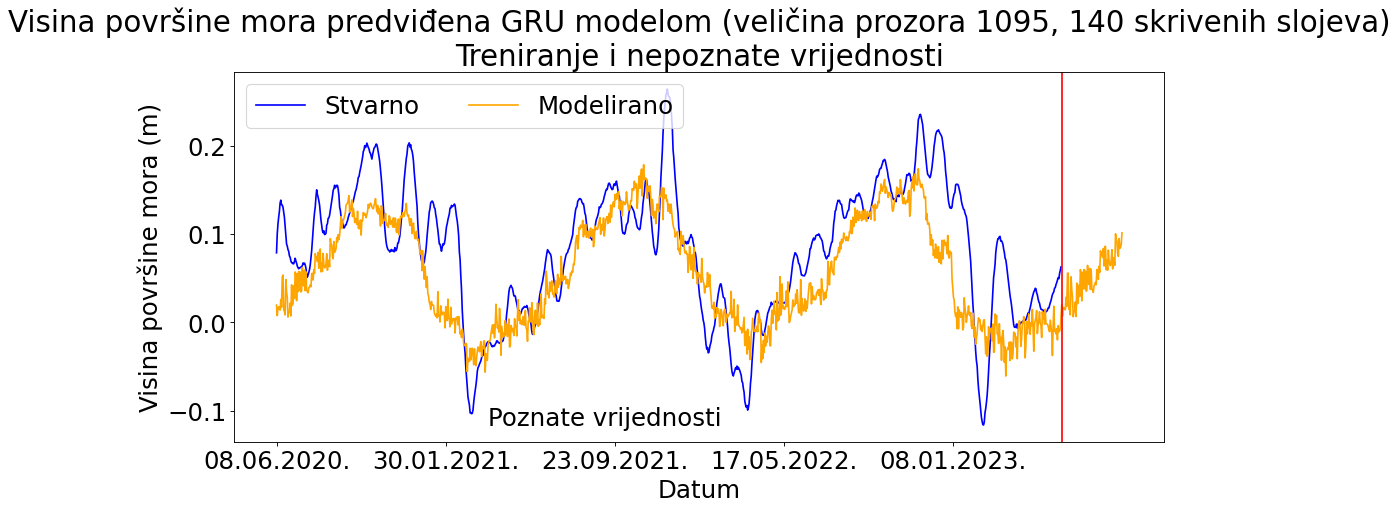 Visina površine mora predviđena GRU modelom (veličina prozora 1095, 140 skrivenih slojeva)
Treniranje i nepoznate vrijednosti
Stvarno Modelirano
Visina površine mora (m)
0.2
0.1
0.0
−0.1
Poznate vrijednosti
08.06.2020. 30.01.2021. 23.09.2021. 17.05.2022. 08.01.2023.
Datum